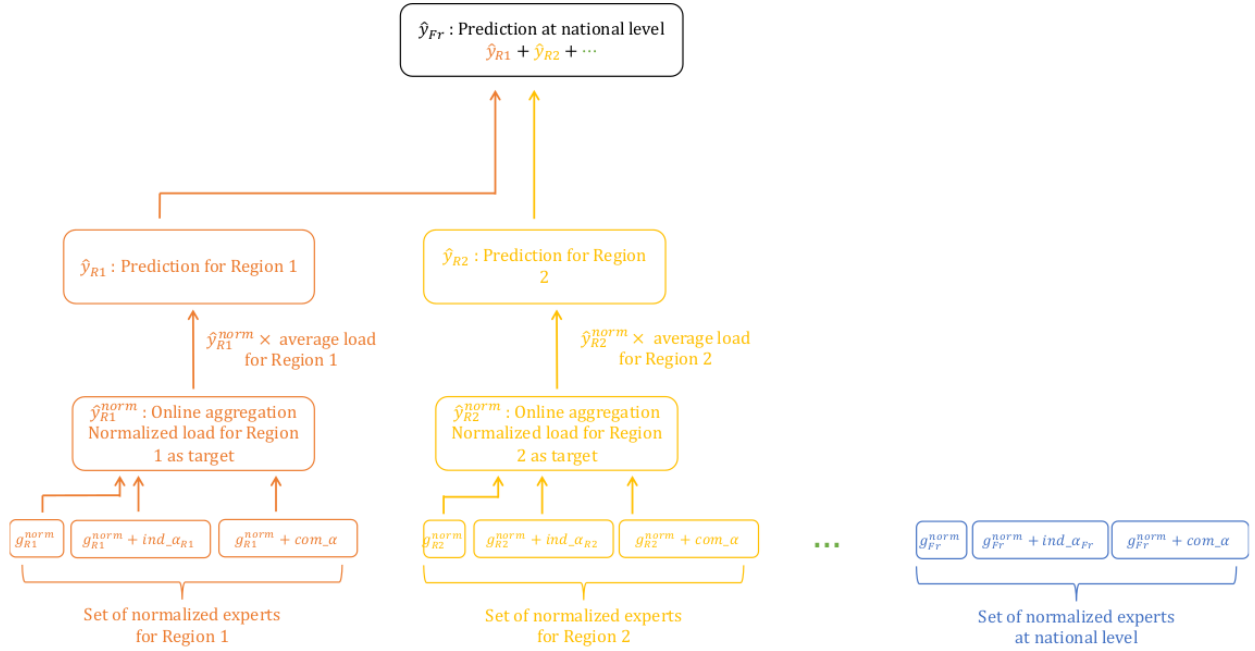 ŷ_Fr : Prediction at national level
ŷ_R1 + ŷ_R2 + ⋯
ŷ_R1 : Prediction for Region 1
ŷ_R2 : Prediction for Region
2
ŷ_R1^norm × average load
for Region 1
ŷ_R2^norm × average load
for Region 2
ŷ_R1^norm : Online aggregation
Normalized load for Region
1 as target
ŷ_R2^norm : Online aggregation
Normalized load for Region
2 as target
g_R1^norm
g_R1^norm + ind_α_R1
g_R1^norm + com_α
g_R2^norm
g_R2^norm + ind_α_R2
g_R2^norm + com_α
...
g_Fr^norm
g_Fr^norm + ind_α_Fr
g_Fr^norm + com_α
Set of normalized experts
for Region 1
Set of normalized experts
for Region 2
Set of normalized experts
at national level